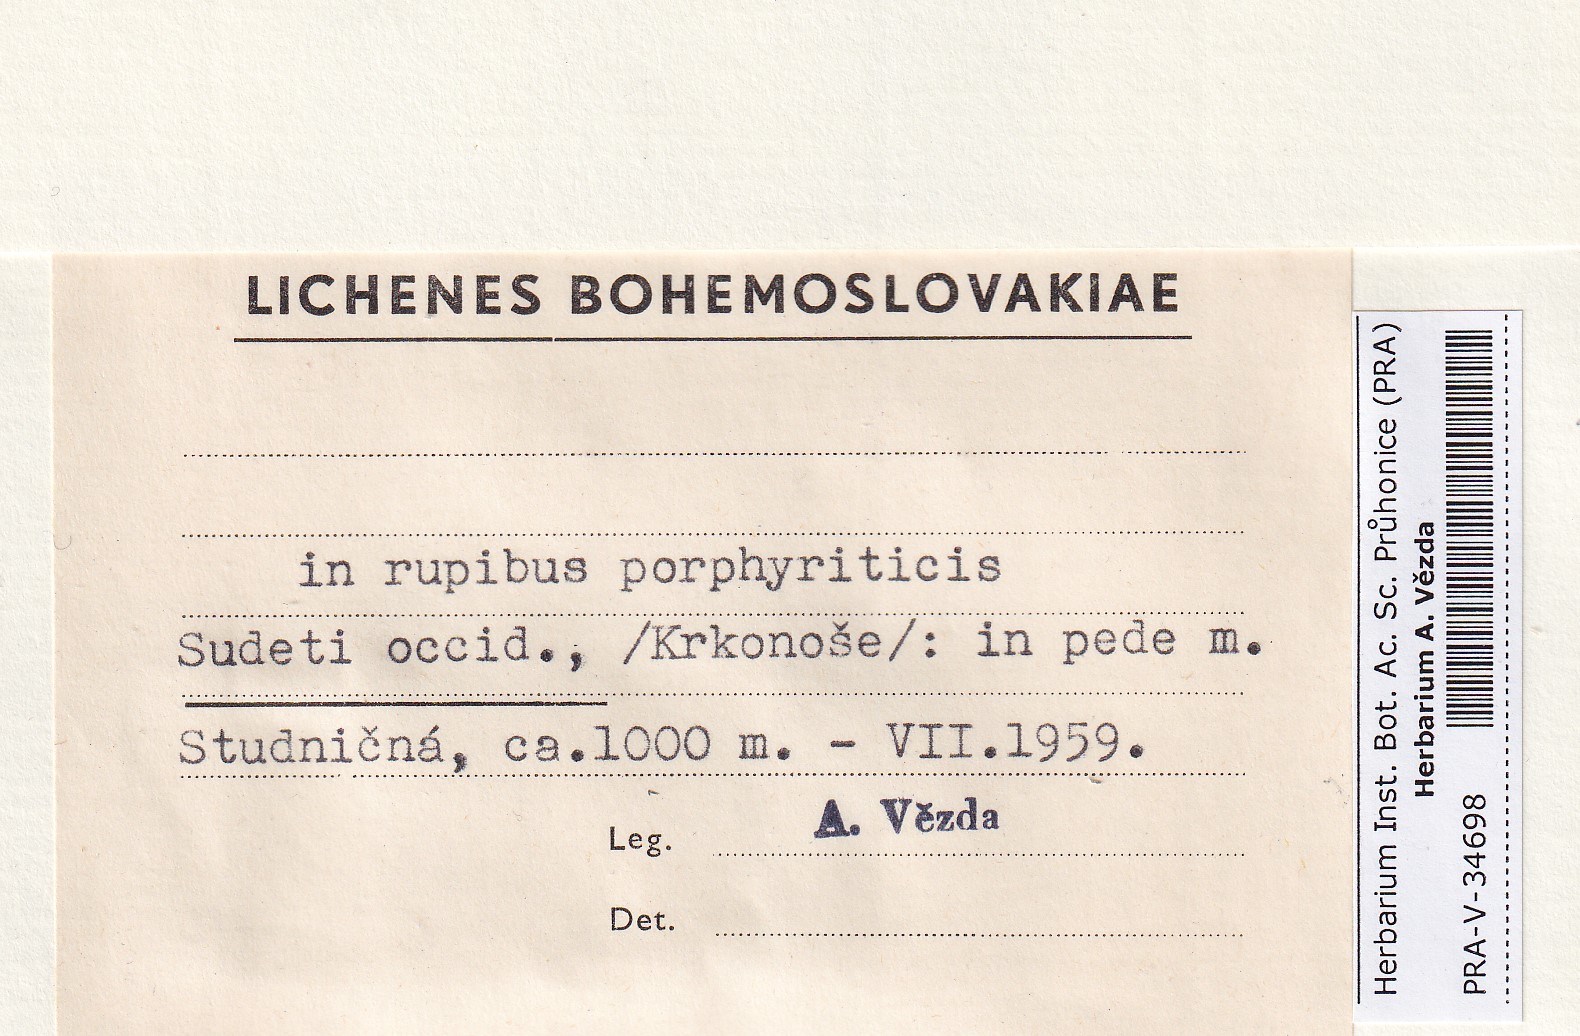 LICHENES BOHEMOSLOVAKIAE
in rupibus porphyriticis
Sudeti occid., /Krkonoše/: in pede m.
Studničná, ca.1000 m. - VII.1959.
Leg. A. Vězda
Det.
Herbarium Inst. Bot. Ac. Sc. Průhonice (PRA)
Herbarium A. Vězda
PRA-V-34698